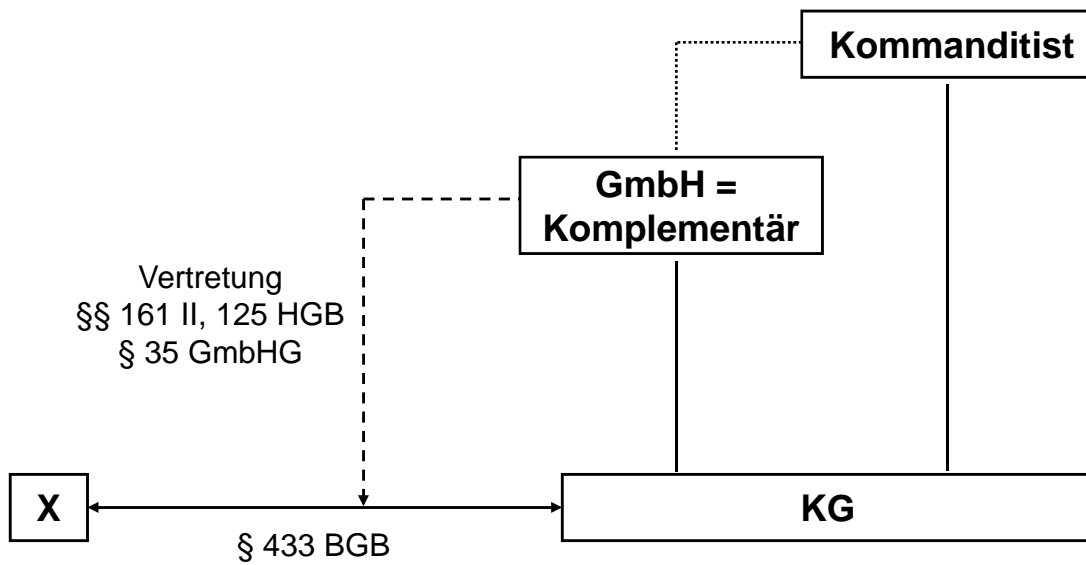 Kommanditist
GmbH =
Komplementär
Vertretung
§§ 161 II, 125 HGB
§ 35 GmbHG
X
KG
§ 433 BGB